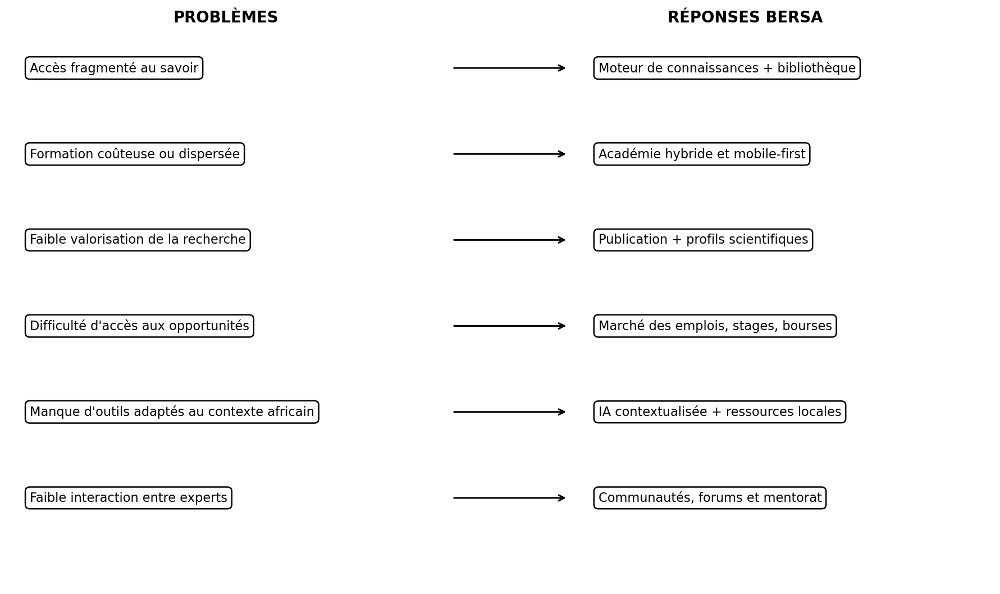 PROBLÈMES
RÉPONSES BERSA
Accès fragmenté au savoir
Moteur de connaissances + bibliothèque
Formation coûteuse ou dispersée
Académie hybride et mobile-first
Faible valorisation de la recherche
Publication + profils scientifiques
Difficulté d'accès aux opportunités
Marché des emplois, stages, bourses
Manque d'outils adaptés au contexte africain
IA contextualisée + ressources locales
Faible interaction entre experts
Communautés, forums et mentorat